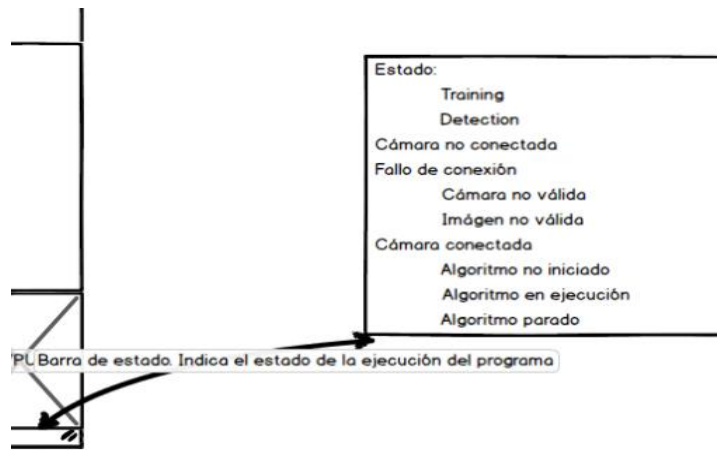 Estado:
Training
Detection
Cámara no conectada
Fallo de conexión
Cámara no válida
Imágen no válida
Cámara conectada
Algoritmo no iniciado
Algoritmo en ejecución
Algoritmo parado
Barra de estado. Indica el estado de la ejecución del programa